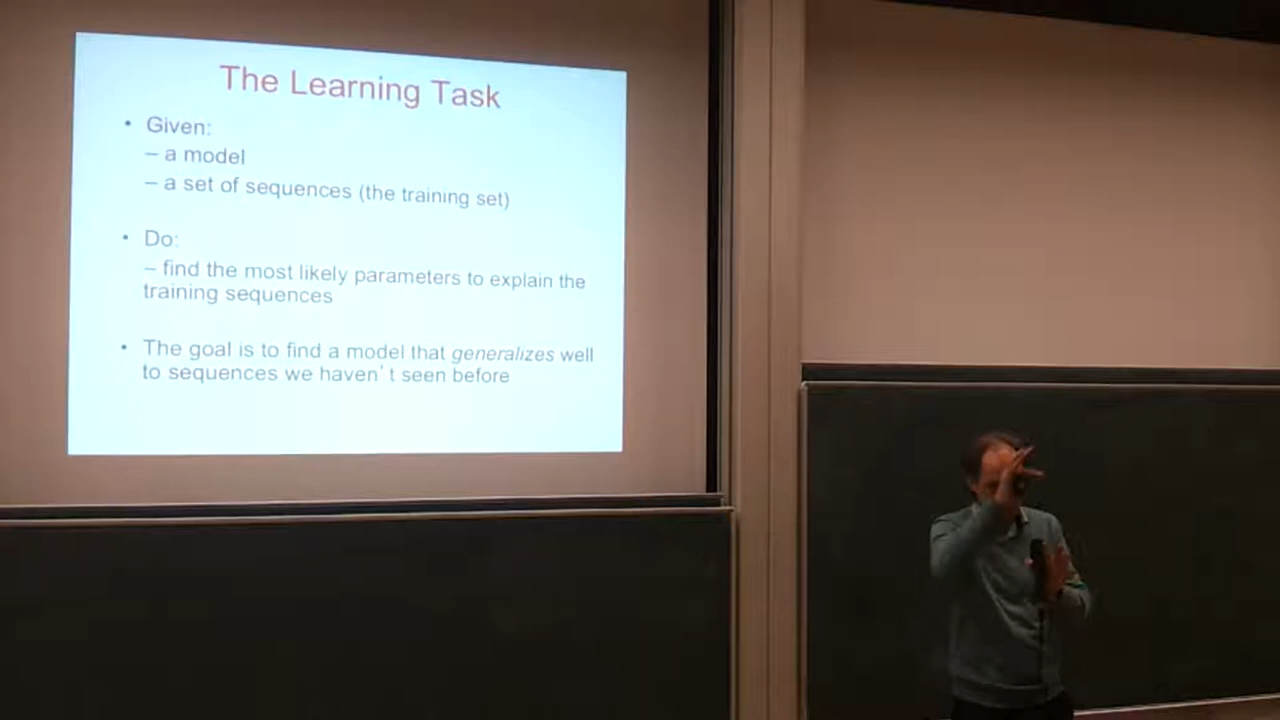 The Learning Task
• Given:
– a model
– a set of sequences (the training set)
• Do:
– find the most likely parameters to explain the
training sequences
• The goal is to find a model that generalizes well
to sequences we haven't seen before